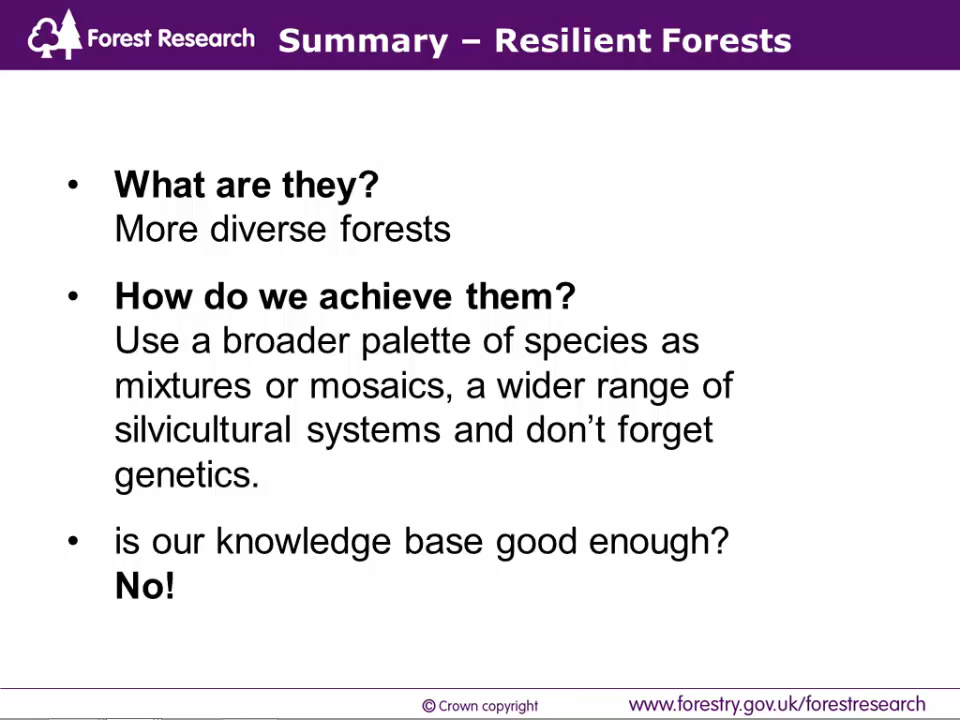 Forest Research Summary – Resilient Forests
• What are they?
More diverse forests
• How do we achieve them?
Use a broader palette of species as
mixtures or mosaics, a wider range of
silvicultural systems and don’t forget
genetics.
• is our knowledge base good enough?
No!
© Crown copyright www.forestry.gov.uk/forestresearch